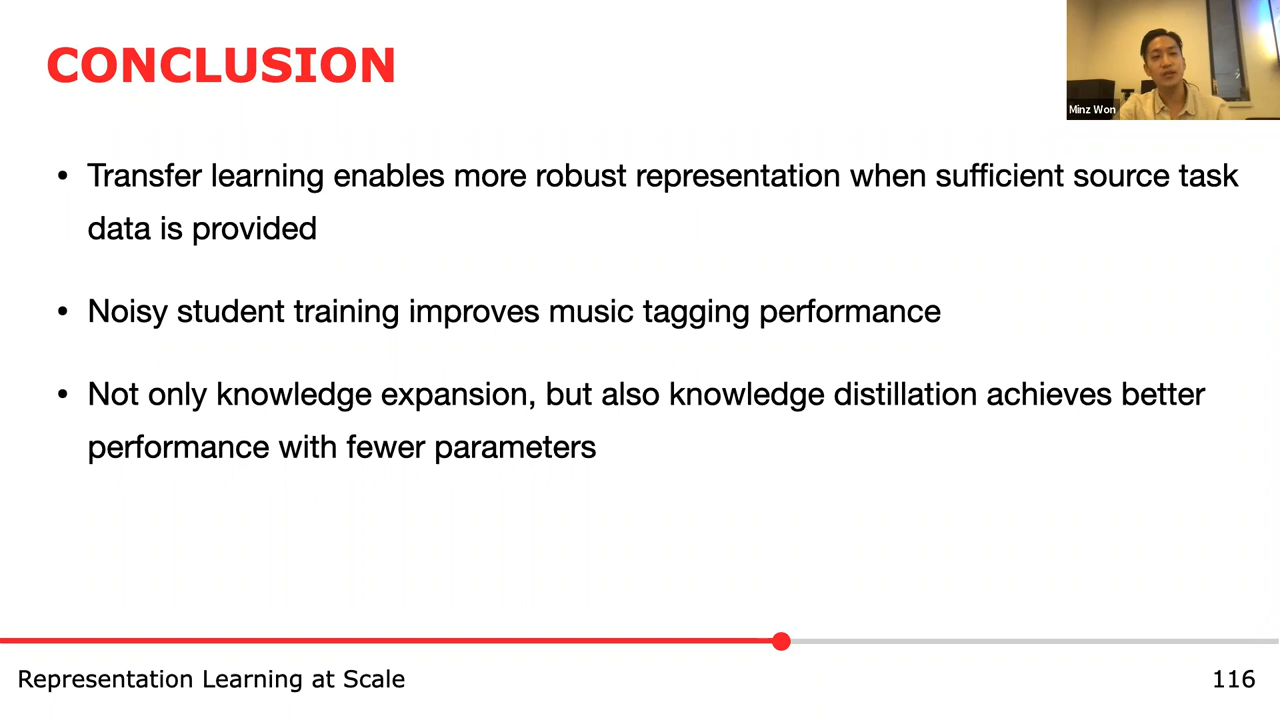 CONCLUSION
Minz Won
• Transfer learning enables more robust representation when sufficient source task
data is provided
• Noisy student training improves music tagging performance
• Not only knowledge expansion, but also knowledge distillation achieves better
performance with fewer parameters
Representation Learning at Scale
116